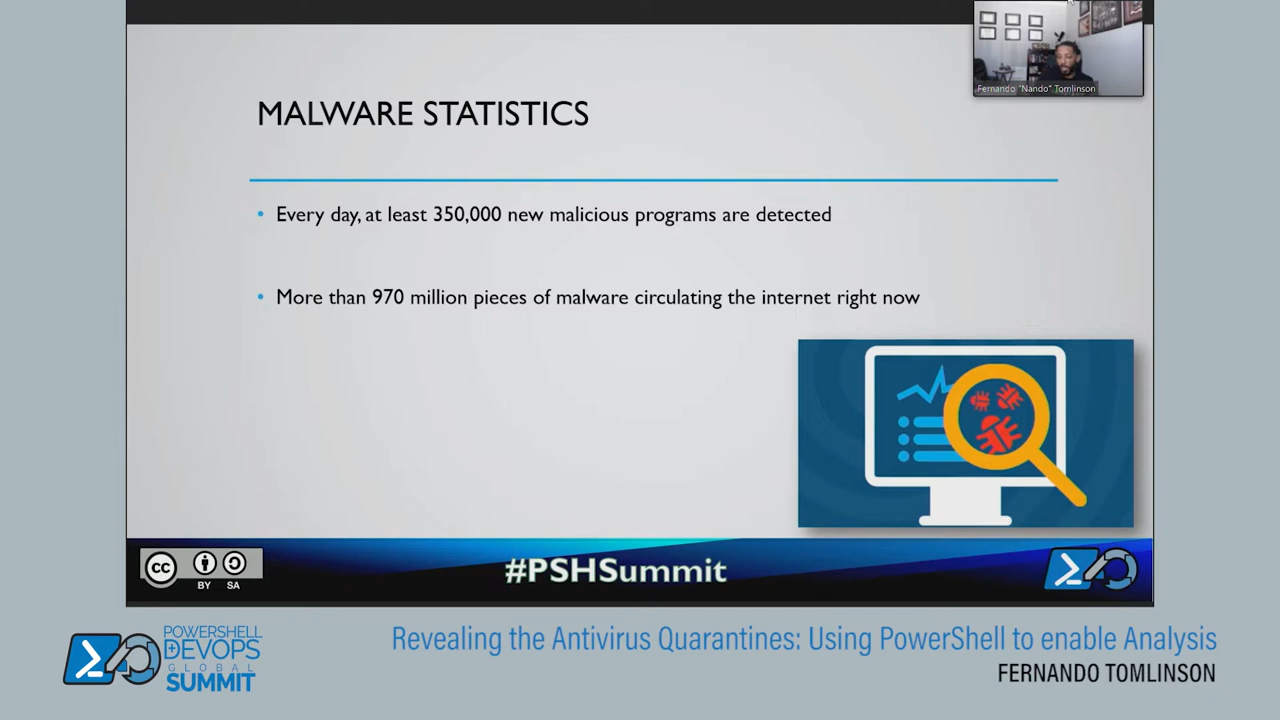 Fernando "Nando" Tomlinson
MALWARE STATISTICS
• Every day, at least 350,000 new malicious programs are detected
• More than 970 million pieces of malware circulating the internet right now
cc
BY SA
#PSHSummit
POWERSHELL
DEVOPS
GLOBAL
SUMMIT
Revealing the Antivirus Quarantines: Using PowerShell to enable Analysis
FERNANDO TOMLINSON